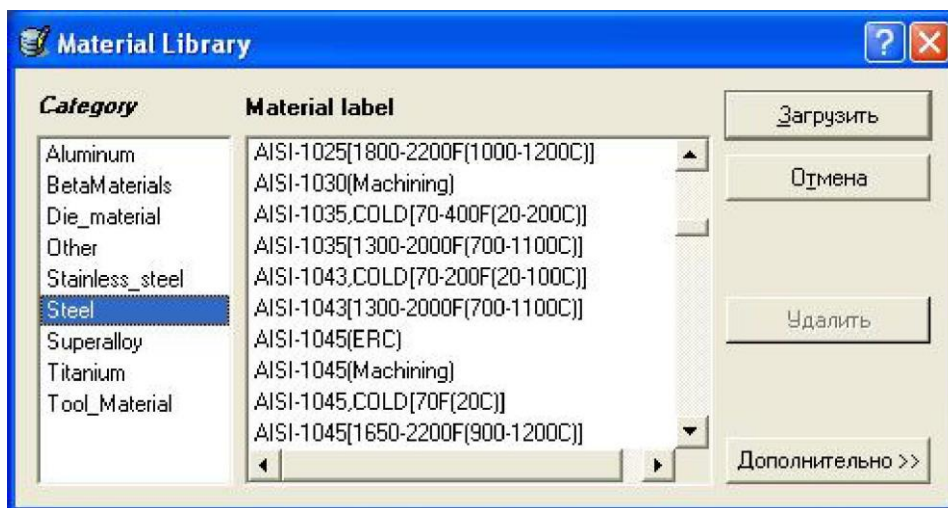 Material Library
Category
Aluminum
BetaMaterials
Die_material
Other
Stainless_steel
Steel
Superalloy
Titanium
Tool_Material
Material label
AISI-1025[1800-2200F(1000-1200C)]
AISI-1030(Machining)
AISI-1035,COLD[70-400F(20-200C)]
AISI-1035[1300-2000F(700-1100C)]
AISI-1043,COLD[70-200F(20-100C)]
AISI-1043[1300-2000F(700-1100C)]
AISI-1045(ERC)
AISI-1045(Machining)
AISI-1045,COLD[70F(20C)]
AISI-1045[1650-2200F(900-1200C)]
Загрузить
Отмена
Удалить
Дополнительно >>